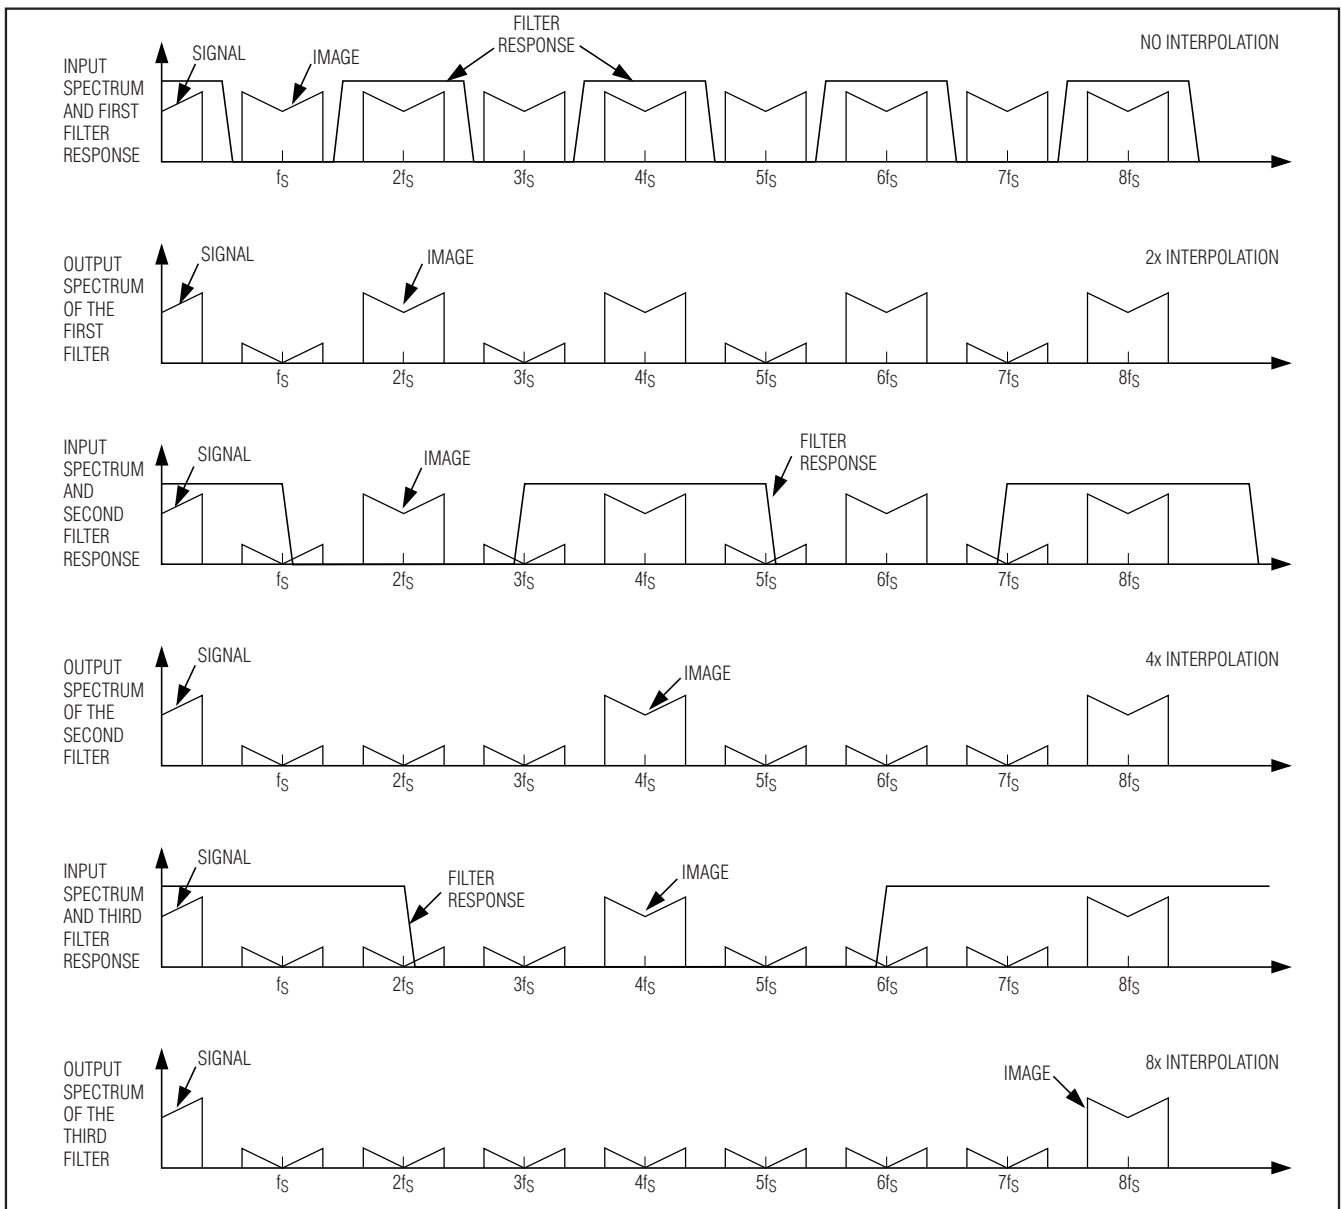 FILTER
RESPONSE
NO INTERPOLATION
SIGNAL
IMAGE
INPUT
SPECTRUM
AND FIRST
FILTER
RESPONSE
fS
2fS
3fS
4fS
5fS
6fS
7fS
8fS
SIGNAL
IMAGE
2x INTERPOLATION
OUTPUT
SPECTRUM
OF THE
FIRST
FILTER
fS
2fS
3fS
4fS
5fS
6fS
7fS
8fS
INPUT
SPECTRUM
AND
SECOND
FILTER
RESPONSE
SIGNAL
IMAGE
FILTER
RESPONSE
fS
2fS
3fS
4fS
5fS
6fS
7fS
8fS
SIGNAL
IMAGE
4x INTERPOLATION
OUTPUT
SPECTRUM
OF THE
SECOND
FILTER
fS
2fS
3fS
4fS
5fS
6fS
7fS
8fS
SIGNAL
IMAGE
INPUT
SPECTRUM
AND THIRD
FILTER
RESPONSE
FILTER
RESPONSE
fS
2fS
3fS
4fS
5fS
6fS
7fS
8fS
SIGNAL
IMAGE
8x INTERPOLATION
OUTPUT
SPECTRUM
OF THE
THIRD
FILTER
fS
2fS
3fS
4fS
5fS
6fS
7fS
8fS